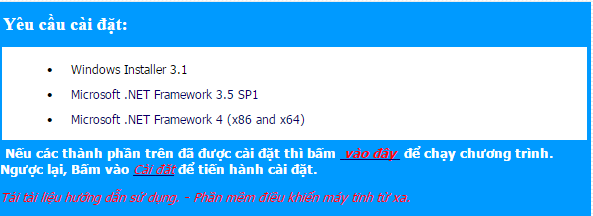 Yêu cầu cài đặt:
• Windows Installer 3.1
• Microsoft .NET Framework 3.5 SP1
• Microsoft .NET Framework 4 (x86 and x64)
Nếu các thành phần trên đã được cài đặt thì bấm vào đây để chạy chương trình.
Ngược lại, Bấm vào Cài đặt để tiến hành cài đặt.
Tải tài liệu hướng dẫn sử dụng. - Phần mềm điều khiển máy tính từ xa.